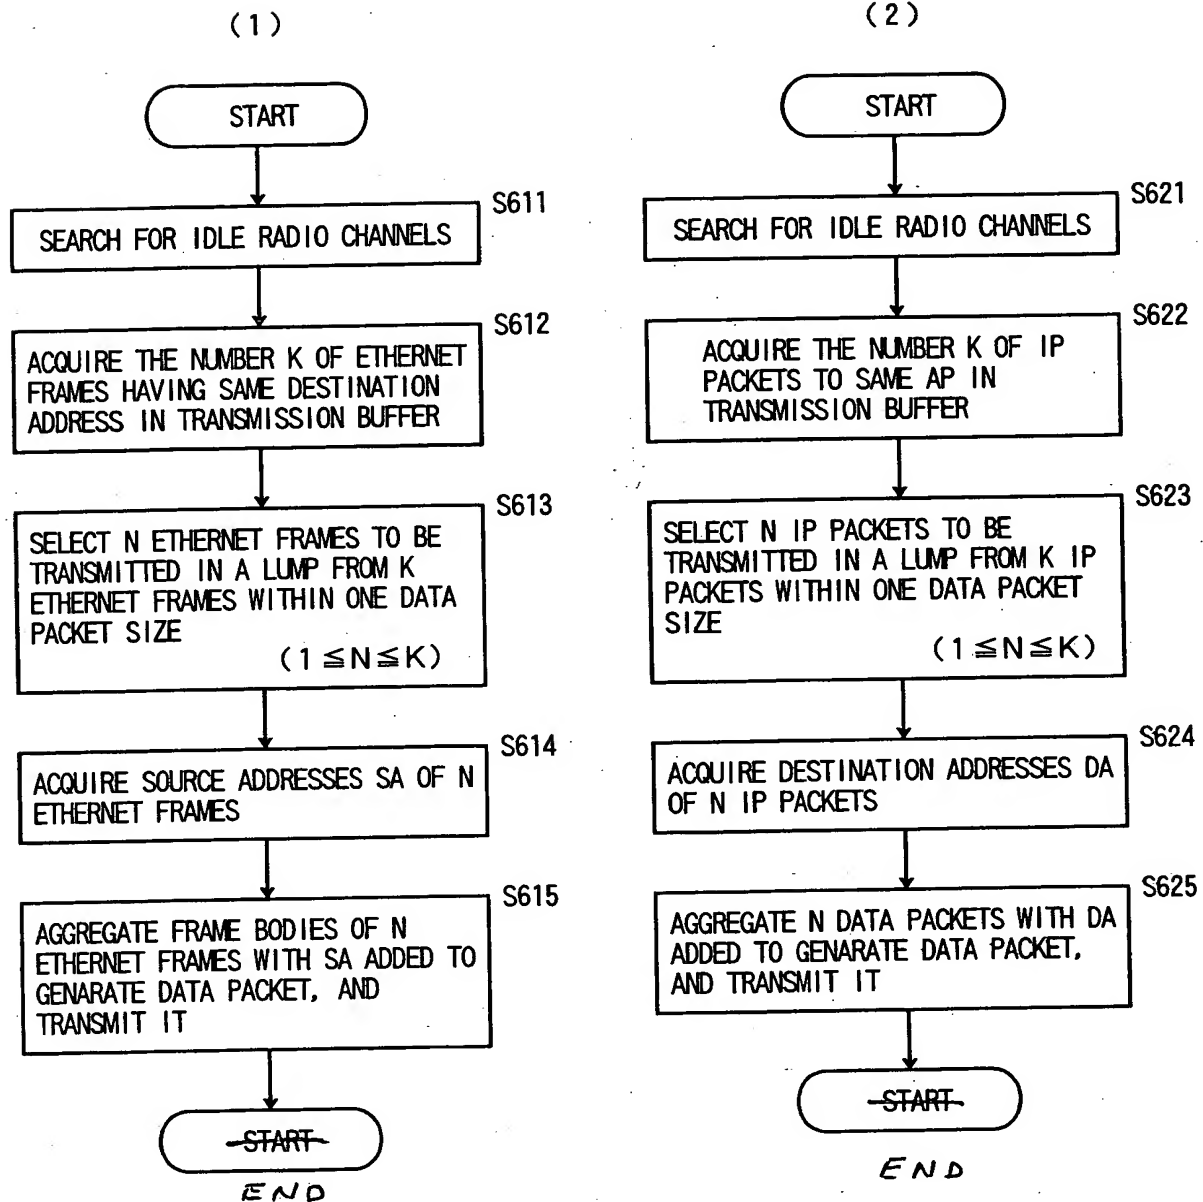 (1)
START
S611
SEARCH FOR IDLE RADIO CHANNELS
S612
ACQUIRE THE NUMBER K OF ETHERNET
FRAMES HAVING SAME DESTINATION
ADDRESS IN TRANSMISSION BUFFER
S613
SELECT N ETHERNET FRAMES TO BE
TRANSMITTED IN A LUMP FROM K
ETHERNET FRAMES WITHIN ONE DATA
PACKET SIZE
(1≦N≦K)
S614
ACQUIRE SOURCE ADDRESSES SA OF N
ETHERNET FRAMES
S615
AGGREGATE FRAME BODIES OF N
ETHERNET FRAMES WITH SA ADDED TO
GENARATE DATA PACKET, AND
TRANSMIT IT
START
END
(2)
START
S621
SEARCH FOR IDLE RADIO CHANNELS
S622
ACQUIRE THE NUMBER K OF IP
PACKETS TO SAME AP IN
TRANSMISSION BUFFER
S623
SELECT N IP PACKETS TO BE
TRANSMITTED IN A LUMP FROM K IP
PACKETS WITHIN ONE DATA PACKET
SIZE
(1≦N≦K)
S624
ACQUIRE DESTINATION ADDRESSES DA
OF N IP PACKETS
S625
AGGREGATE N DATA PACKETS WITH DA
ADDED TO GENARATE DATA PACKET,
AND TRANSMIT IT
START
END